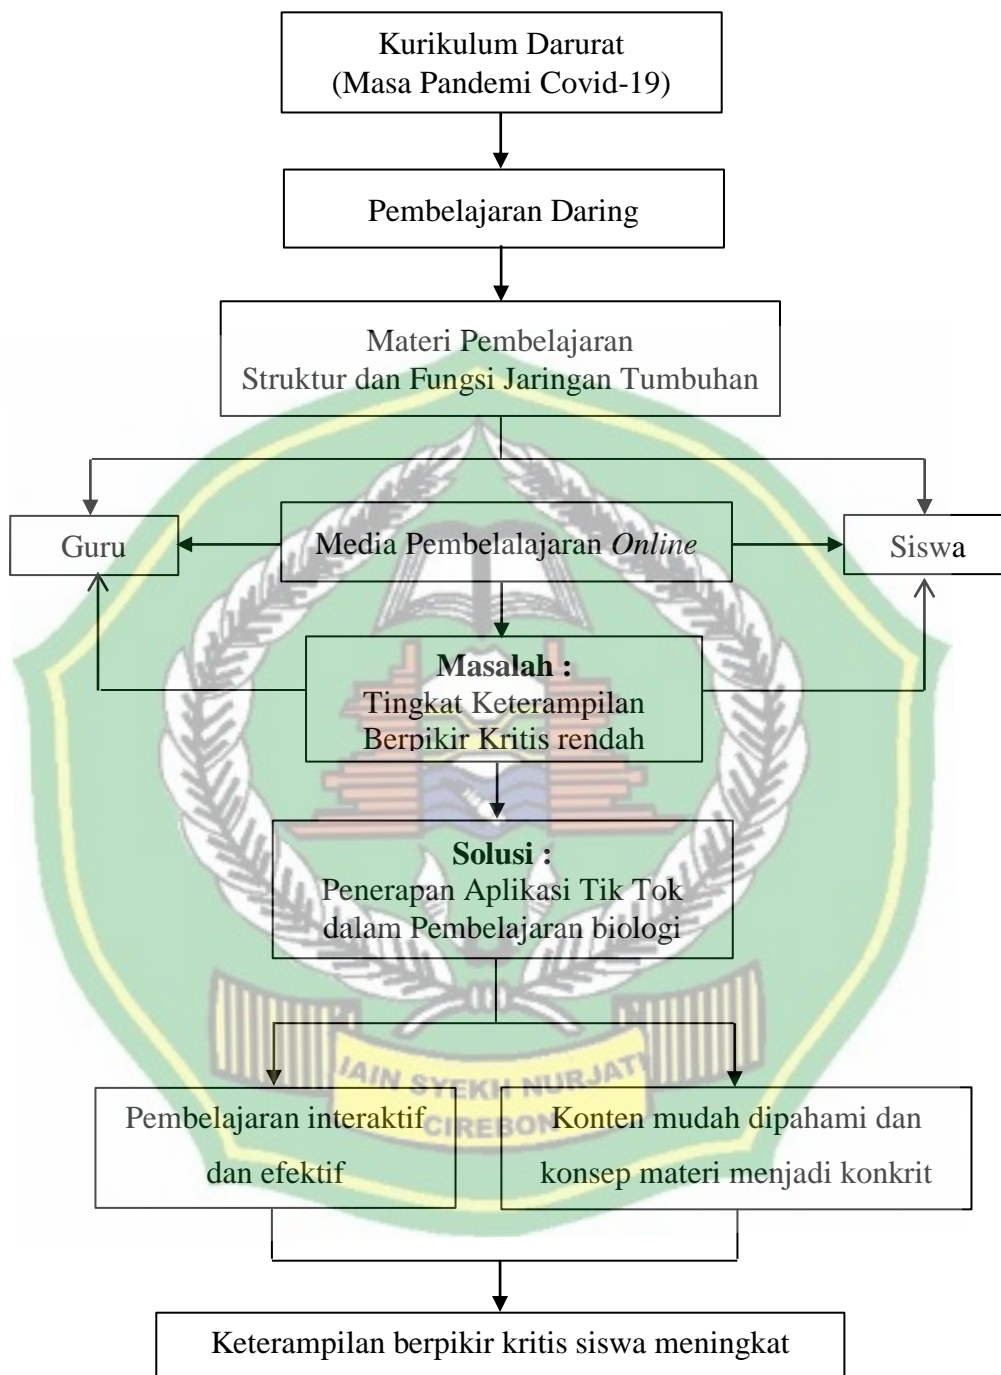 Kurikulum Darurat
(Masa Pandemi Covid-19)
Pembelajaran Daring
Materi Pembelajaran
Struktur dan Fungsi Jaringan Tumbuhan
Guru
Media Pembelalajaran Online
Siswa
Masalah :
Tingkat Keterampilan
Berpikir Kritis rendah
Solusi :
Penerapan Aplikasi Tik Tok
dalam Pembelajaran biologi
IAIN SYEKH NURJATI
CIREBON
Pembelajaran interaktif
dan efektif
Konten mudah dipahami dan
konsep materi menjadi konkrit
Keterampilan berpikir kritis siswa meningkat